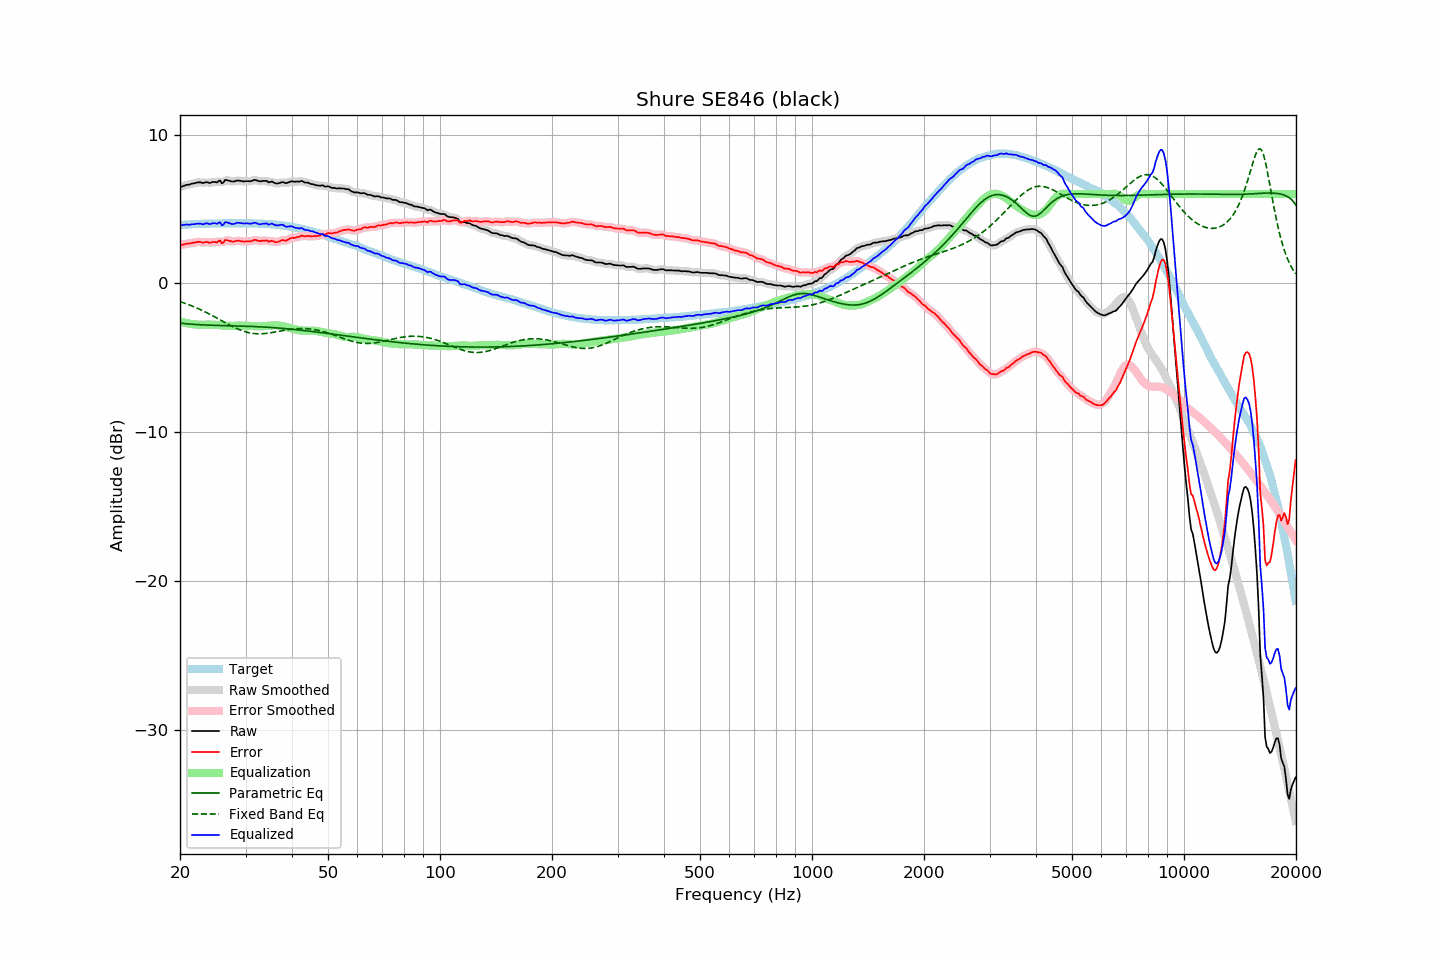 Shure SE846 (black)
Amplitude (dBr)
10
0
−10
−20
−30
Target
Raw Smoothed
Error Smoothed
Raw
Error
Equalization
Parametric Eq
Fixed Band Eq
Equalized
20 50 100 200 500 1000 2000 5000 10000 20000
Frequency (Hz)